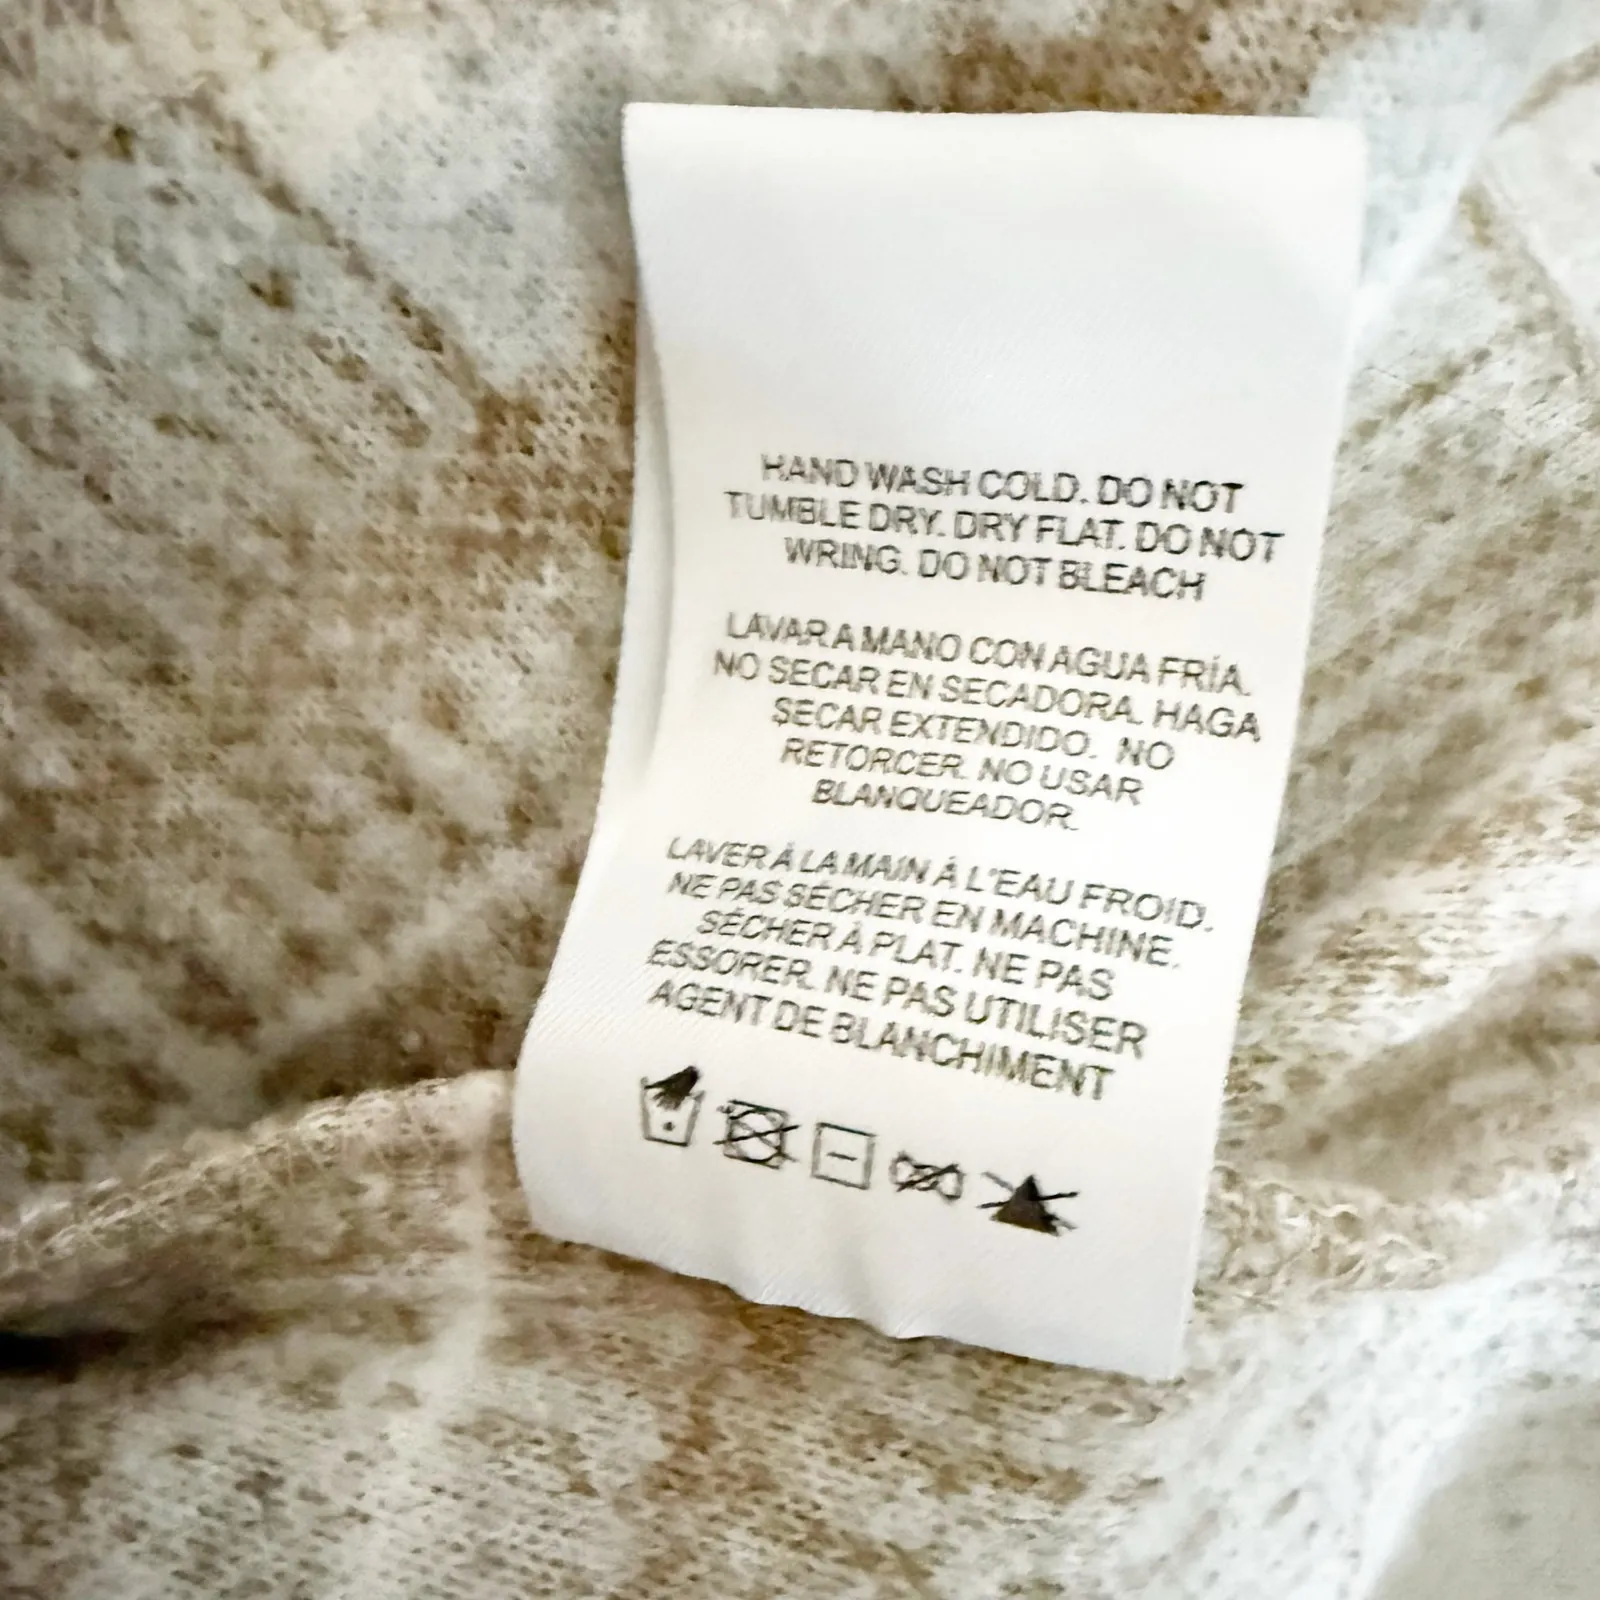 HAND WASH COLD. DO NOT
TUMBLE DRY. DRY FLAT. DO NOT
WRING. DO NOT BLEACH
LAVAR A MANO CON AGUA FRÍA.
NO SECAR EN SECADORA. HAGA
SECAR EXTENDIDO. NO
RETORCER. NO USAR
BLANQUEADOR.
LAVER À LA MAIN À L'EAU FROID.
NE PAS SÉCHER EN MACHINE.
SÉCHER À PLAT. NE PAS
ESSORER. NE PAS UTILISER
AGENT DE BLANCHIMENT